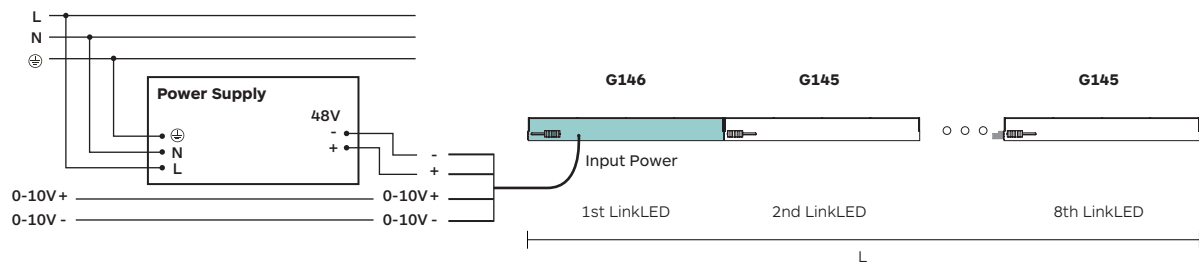 L
N
G146 G145 G145
Power Supply
48V
-
+
N
L
-
+
Input Power
0-10V+ 0-10V+
0-10V - 0-10V -
1st LinkLED 2nd LinkLED 8th LinkLED
L